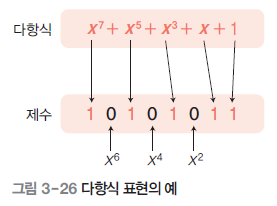 다항식 x⁷ + x⁵ + x³ + x + 1
제수 1 0 1 0 1 0 1 1
x⁶ x⁴ x²
그림 3-26 다항식 표현의 예